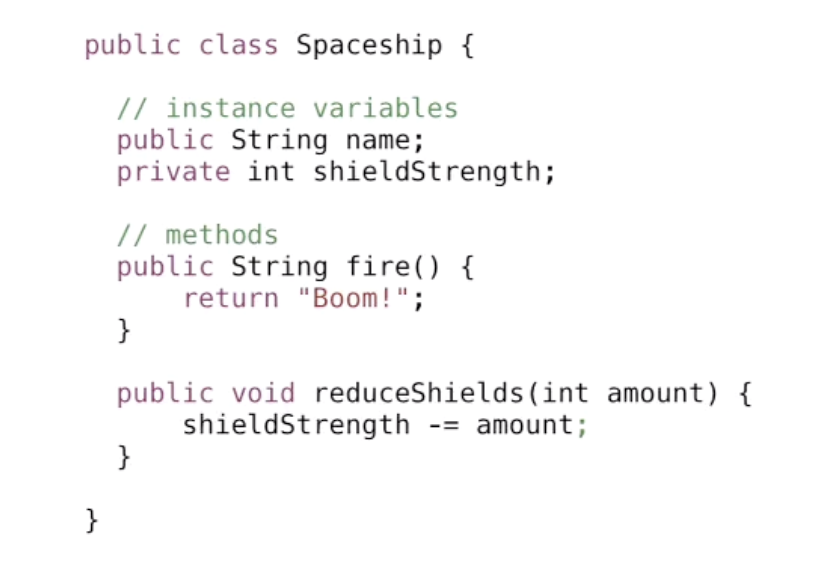 public class Spaceship {
// instance variables
public String name;
private int shieldStrength;
// methods
public String fire() {
return "Boom!";
}
public void reduceShields(int amount) {
shieldStrength -= amount;
}
}